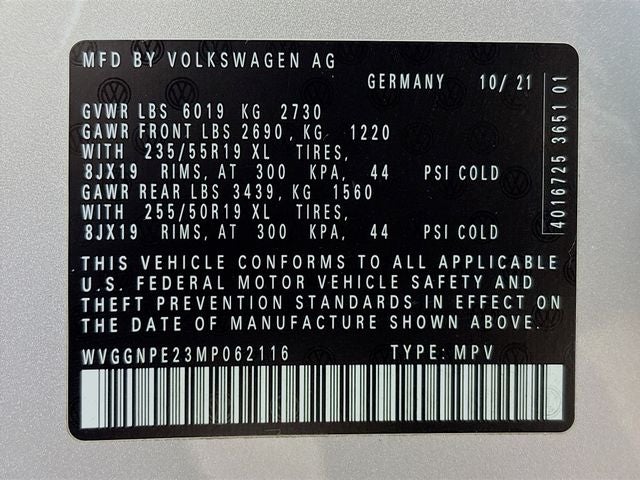 MFD BY VOLKSWAGEN AG
GERMANY 10/ 21
GVWR LBS 6019 KG 2730
GAWR FRONT LBS 2690, KG 1220
WITH 235/55R19 XL TIRES,
8JX19 RIMS, AT 300 KPA, 44 PSI COLD
GAWR REAR LBS 3439, KG 1560
WITH 255/50R19 XL TIRES,
8JX19 RIMS, AT 300 KPA, 44 PSI COLD
THIS VEHICLE CONFORMS TO ALL APPLICABLE
U.S. FEDERAL MOTOR VEHICLE SAFETY AND
THEFT PREVENTION STANDARDS IN EFFECT ON
THE DATE OF MANUFACTURE SHOWN ABOVE.
WVGGNPE23MP062116 TYPE: MPV
4016725 3651 01